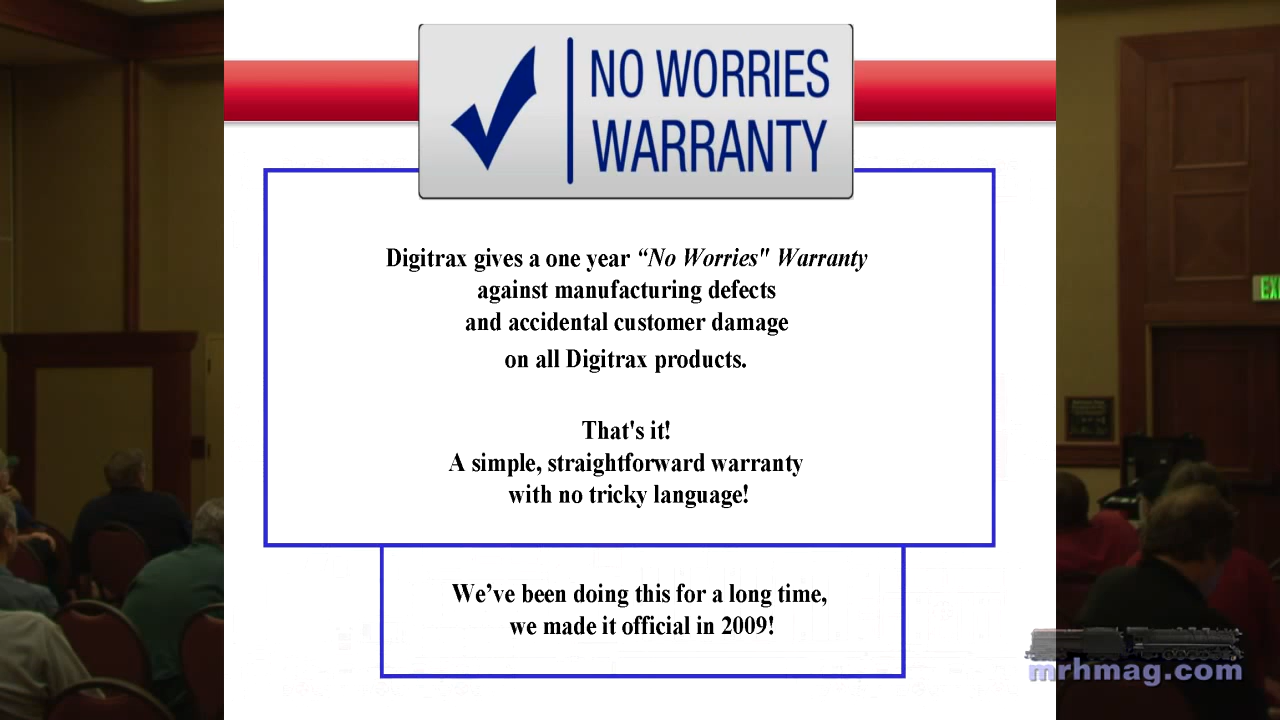 NO WORRIES
WARRANTY
Digitrax gives a one year “No Worries" Warranty
against manufacturing defects
and accidental customer damage
on all Digitrax products.
That's it!
A simple, straightforward warranty
with no tricky language!
We’ve been doing this for a long time,
we made it official in 2009!
EX
mrhmag.com